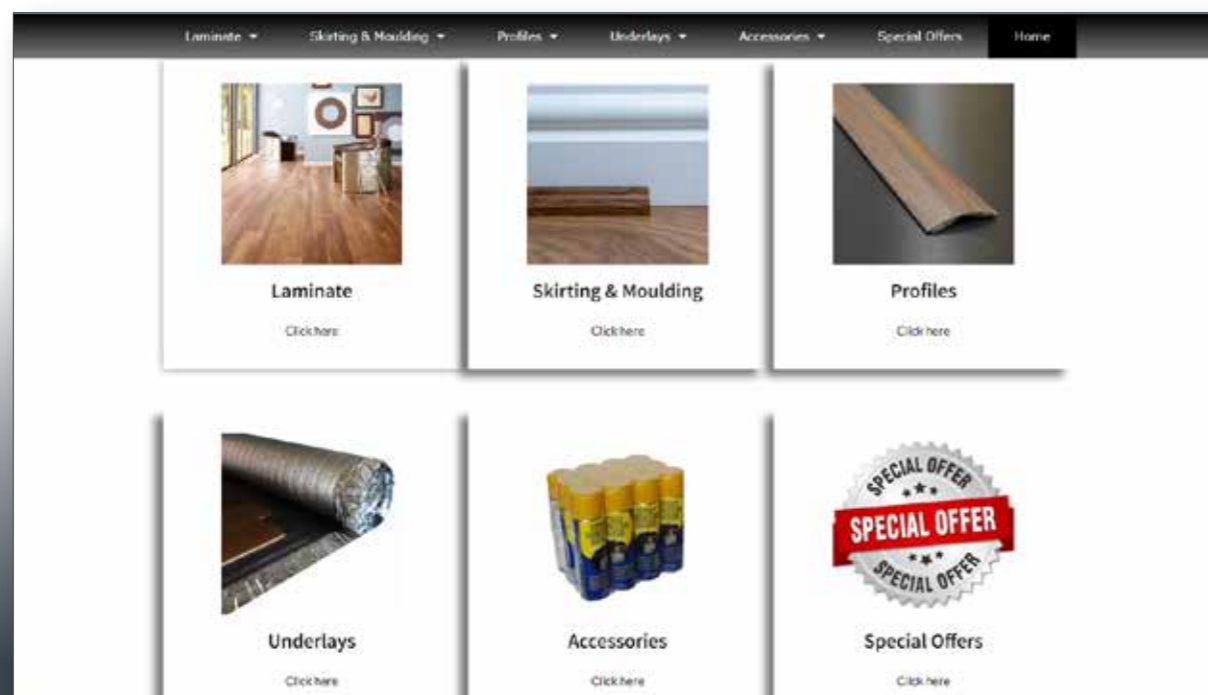 Laminate Skirting & Moulding Profiles Underlays Accessories Special Offers Home
Laminate Skirting & Moulding Profiles
Click here Click here Click here
SPECIAL OFFER
SPECIAL OFFER
SPECIAL OFFER
Underlays Accessories Special Offers
Click here Click here Click here